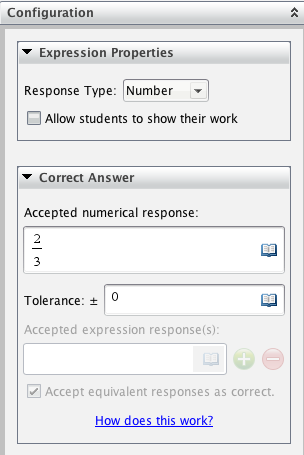 Configuration
Expression Properties
Response Type: Number
Allow students to show their work
Correct Answer
Accepted numerical response:
2
3
Tolerance: ± 0
Accepted expression response(s):
Accept equivalent responses as correct.
How does this work?